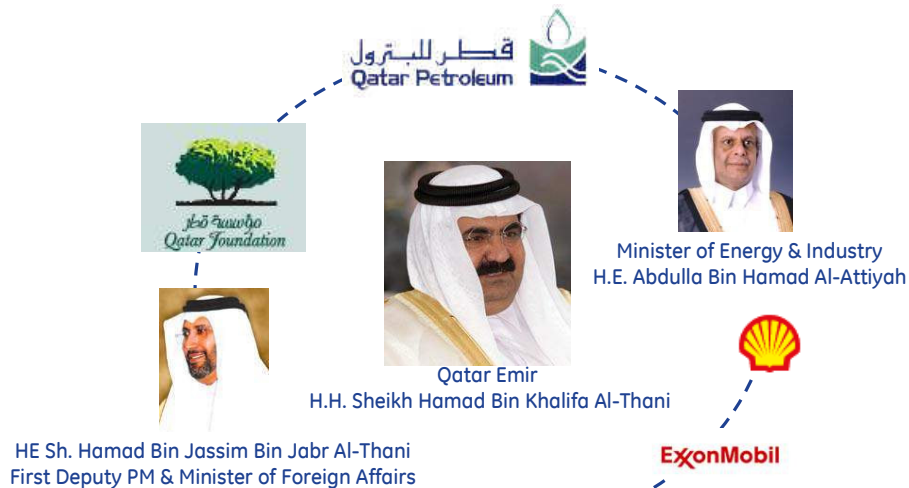 قطر للبترول
Qatar Petroleum
مؤسسة قطر
Qatar Foundation
Minister of Energy & Industry
H.E. Abdulla Bin Hamad Al-Attiyah
Qatar Emir
H.H. Sheikh Hamad Bin Khalifa Al-Thani
HE Sh. Hamad Bin Jassim Bin Jabr Al-Thani
First Deputy PM & Minister of Foreign Affairs
ExxonMobil